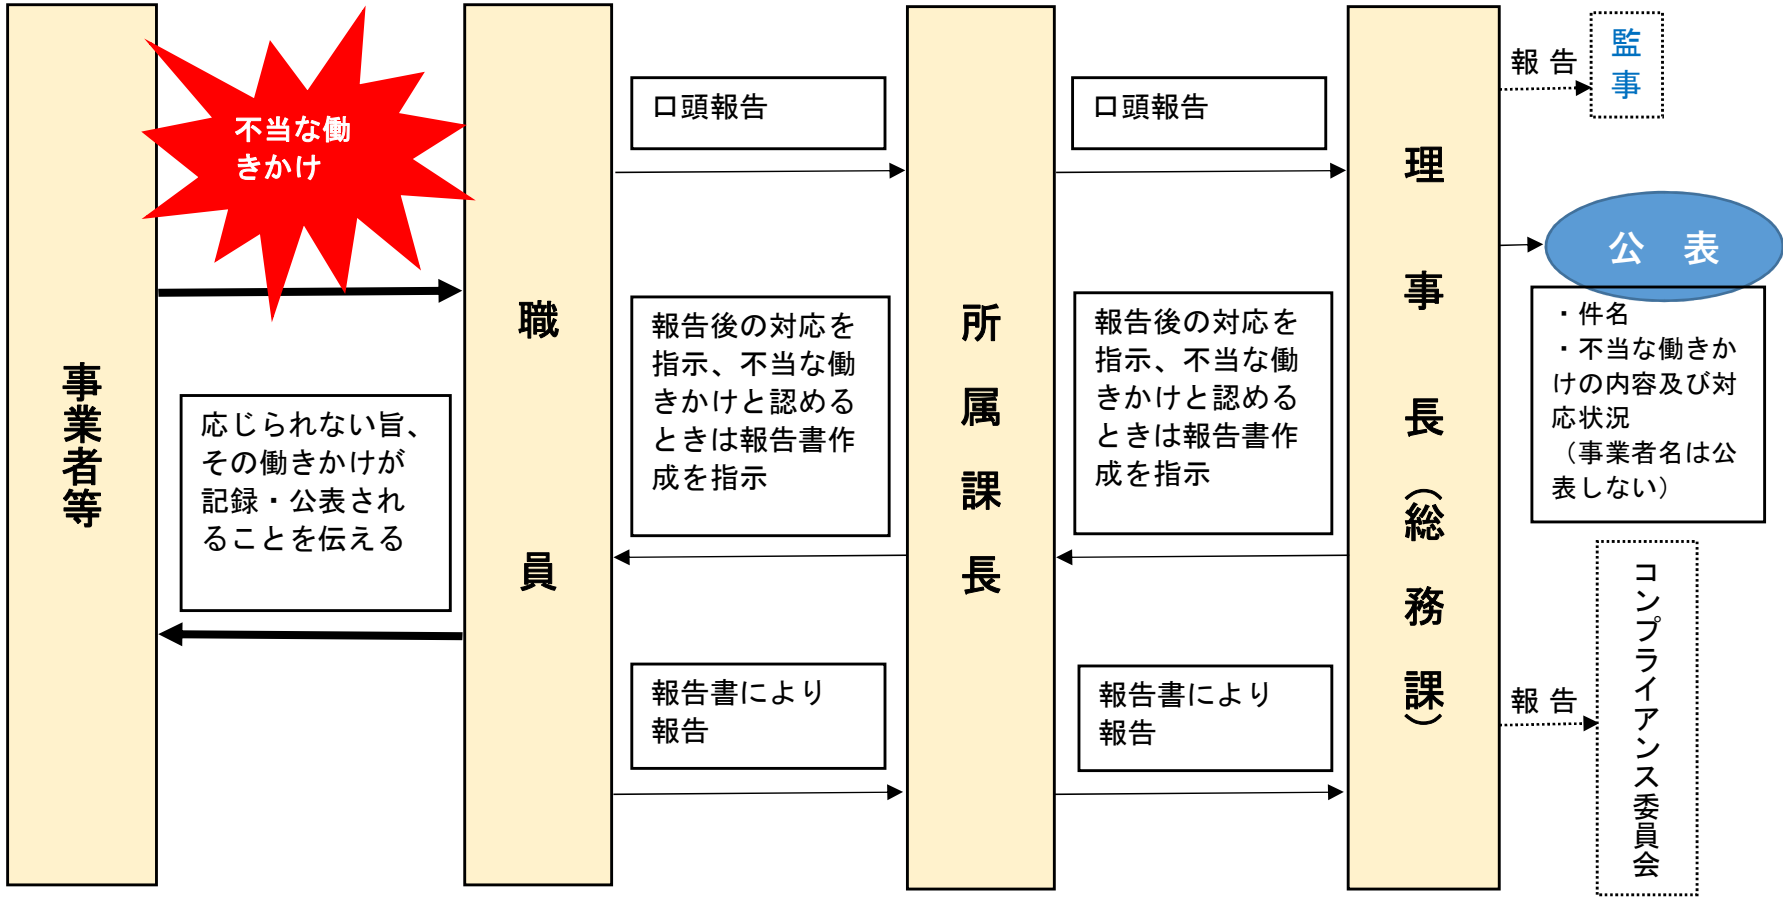 事業者等
不当な働
きかけ
応じられない旨、
その働きかけが
記録・公表され
ることを伝える
職員
口頭報告
報告後の対応を
指示、不当な働
きかけと認める
ときは報告書作
成を指示
報告書により
報告
所属課長
口頭報告
報告後の対応を
指示、不当な働
きかけと認める
ときは報告書作
成を指示
報告書により
報告
理事長（総務課）
報告
監事
公表
・件名
・不当な働きか
けの内容及び対
応状況
（事業者名は公
表しない）
報告
コンプライアンス委員会